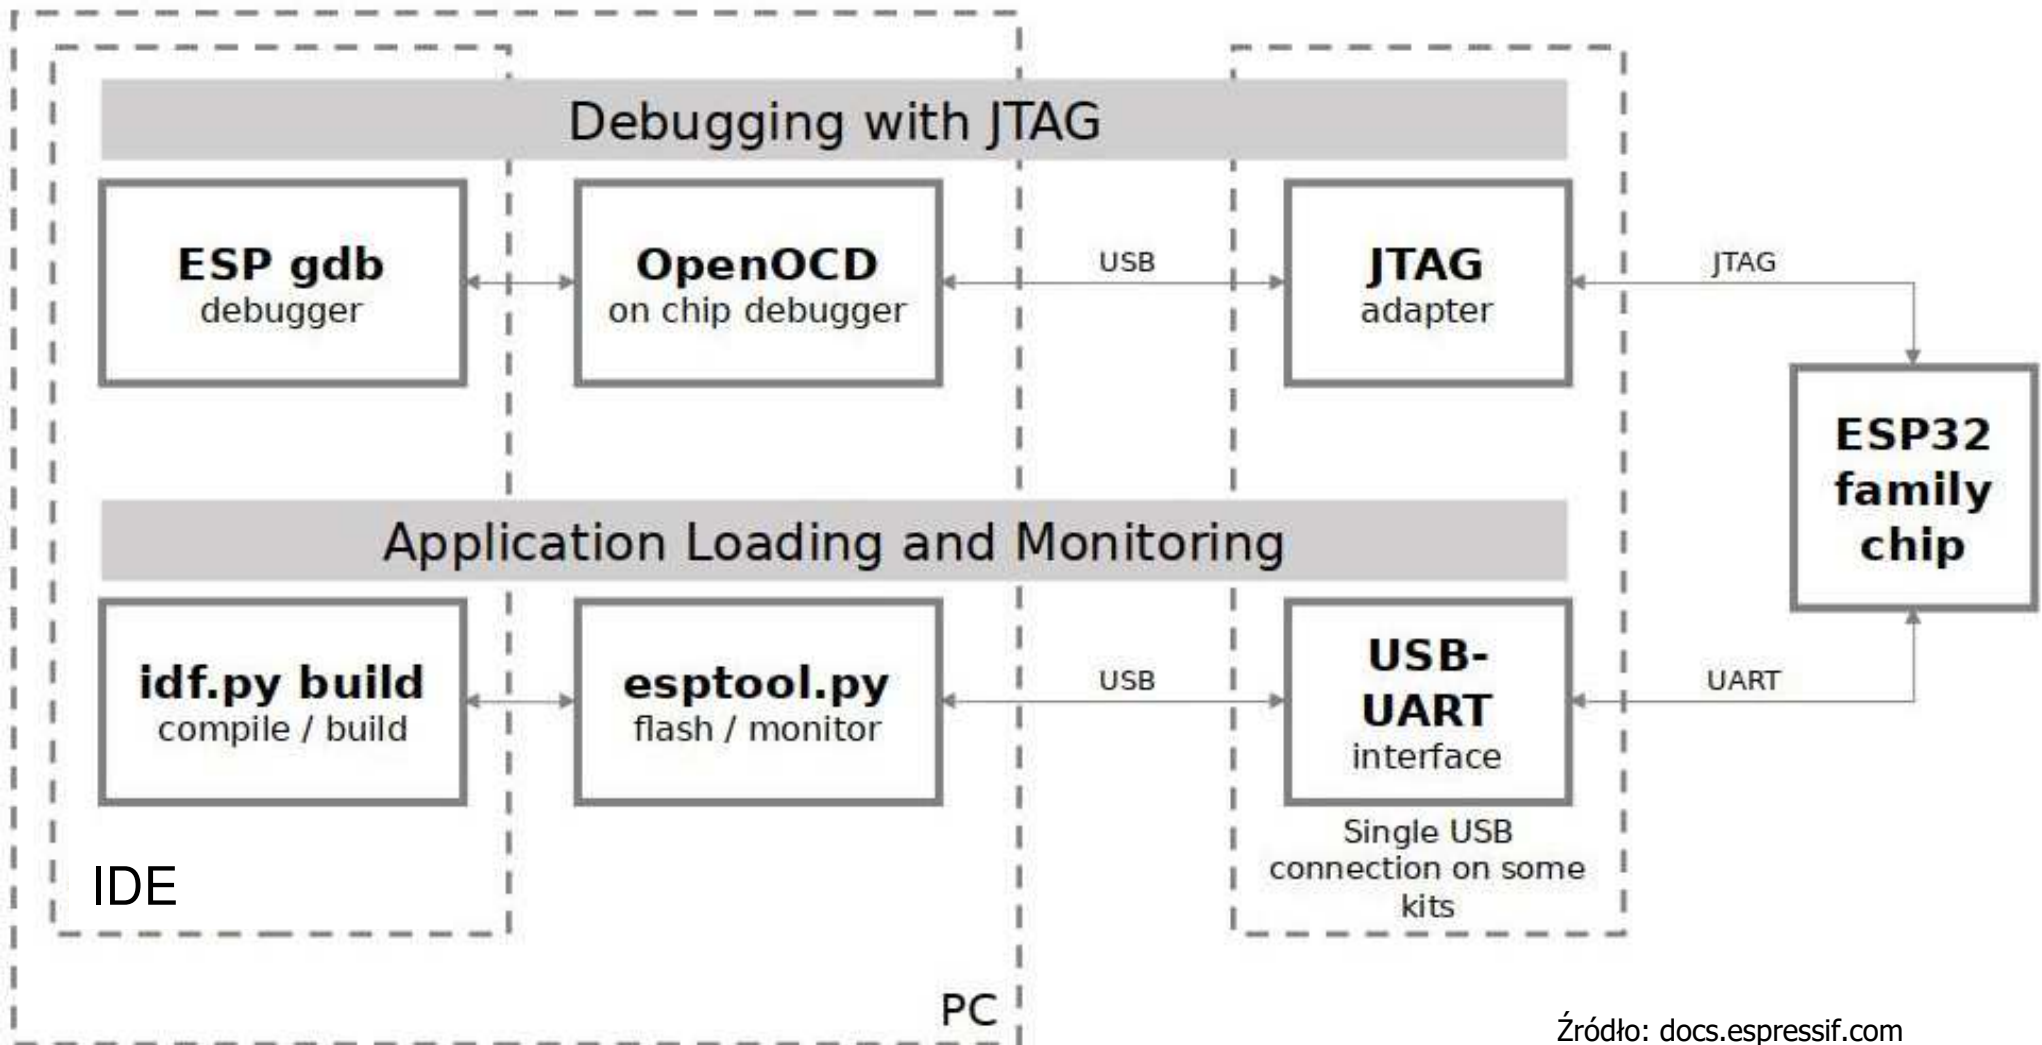 Debugging with JTAG
ESP gdb
debugger
OpenOCD
on chip debugger
USB
JTAG
adapter
JTAG
ESP32
family
chip
Application Loading and Monitoring
idf.py build
compile / build
esptool.py
flash / monitor
USB
USB-
UART
interface
UART
Single USB
connection on some
kits
IDE
PC
Źródło: docs.espressif.com